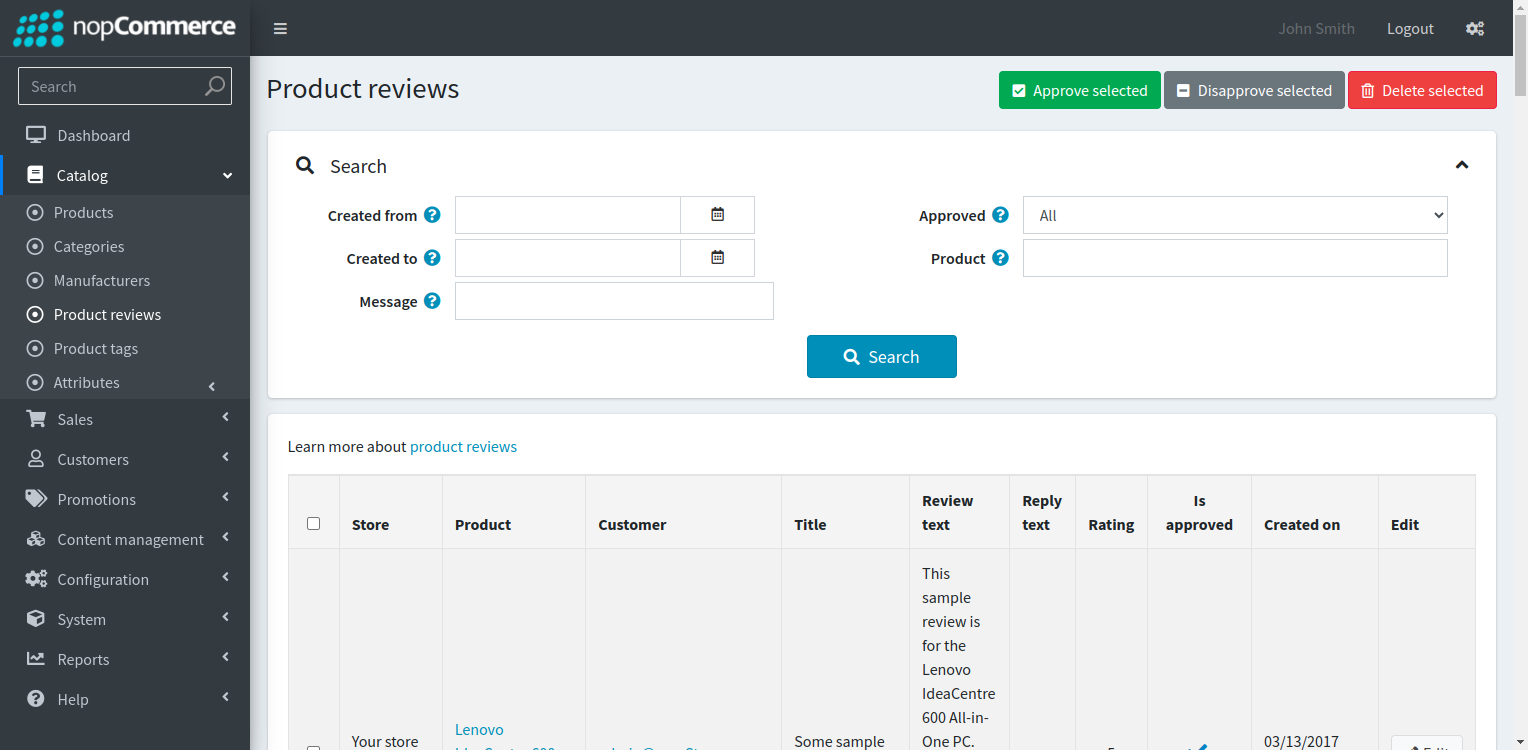 nopCommerce
John Smith
Logout
Search
Product reviews
Approve selected
Disapprove selected
Delete selected
Dashboard
Catalog
Products
Categories
Manufacturers
Product reviews
Product tags
Attributes
Sales
Customers
Promotions
Content management
Configuration
System
Reports
Help
Search
Created from
Approved
All
Created to
Product
Message
Search
Learn more about product reviews
Store
Product
Customer
Title
Review
text
Reply
text
Rating
Is
approved
Created on
Edit
This
sample
review is
for the
Lenovo
IdeaCentre
600 All-in-
One PC.
Your store
Lenovo
Some sample
03/13/2017
Edit